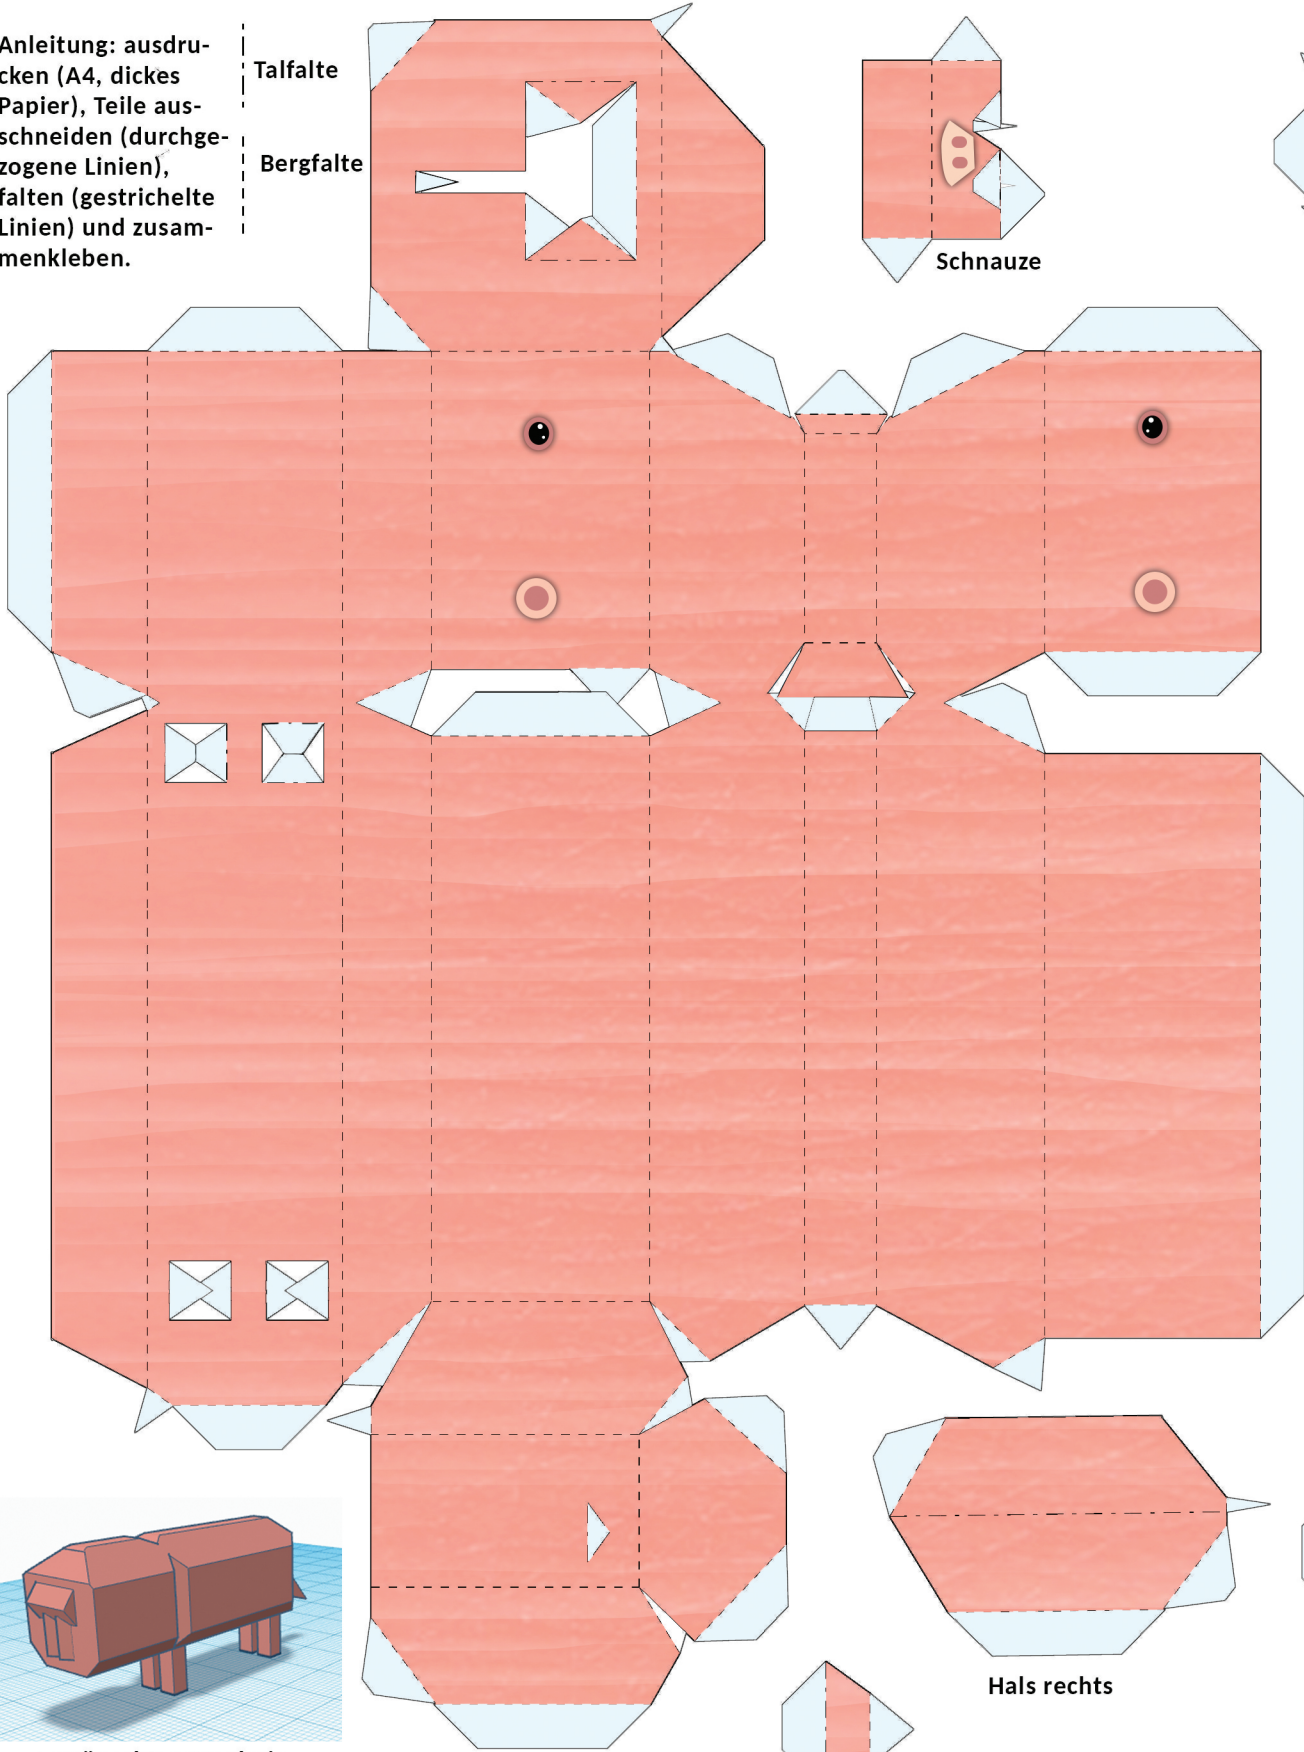 Anleitung: ausdru-
cken (A4, dickes
Papier), Teile aus-
schneiden (durchge-
zogene Linien),
falten (gestrichelte
Linien) und zusam-
menkleben.
Talfalte
Bergfalte
Schnauze
Hals rechts